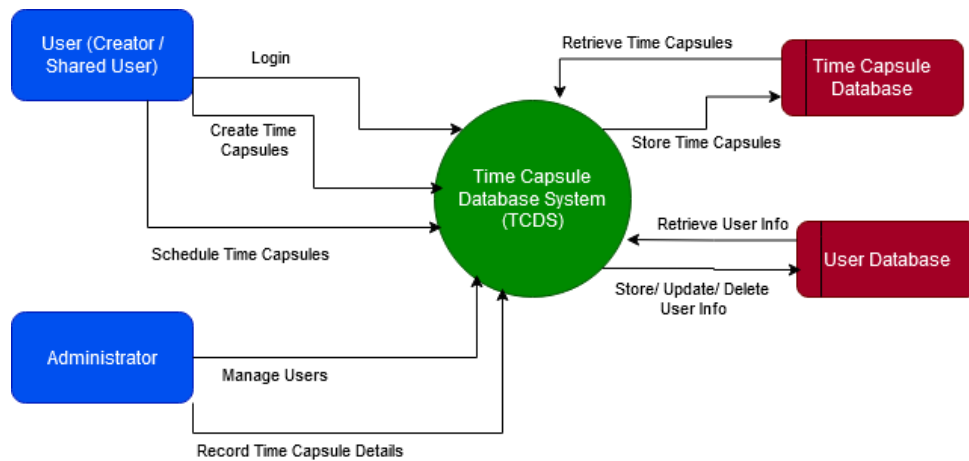 User (Creator /
Shared User)
Login
Create Time
Capsules
Schedule Time Capsules
Retrieve Time Capsules
Time Capsule
Database
Store Time Capsules
Time Capsule
Database System
(TCDS)
Retrieve User Info
User Database
Store/ Update/ Delete
User Info
Administrator
Manage Users
Record Time Capsule Details